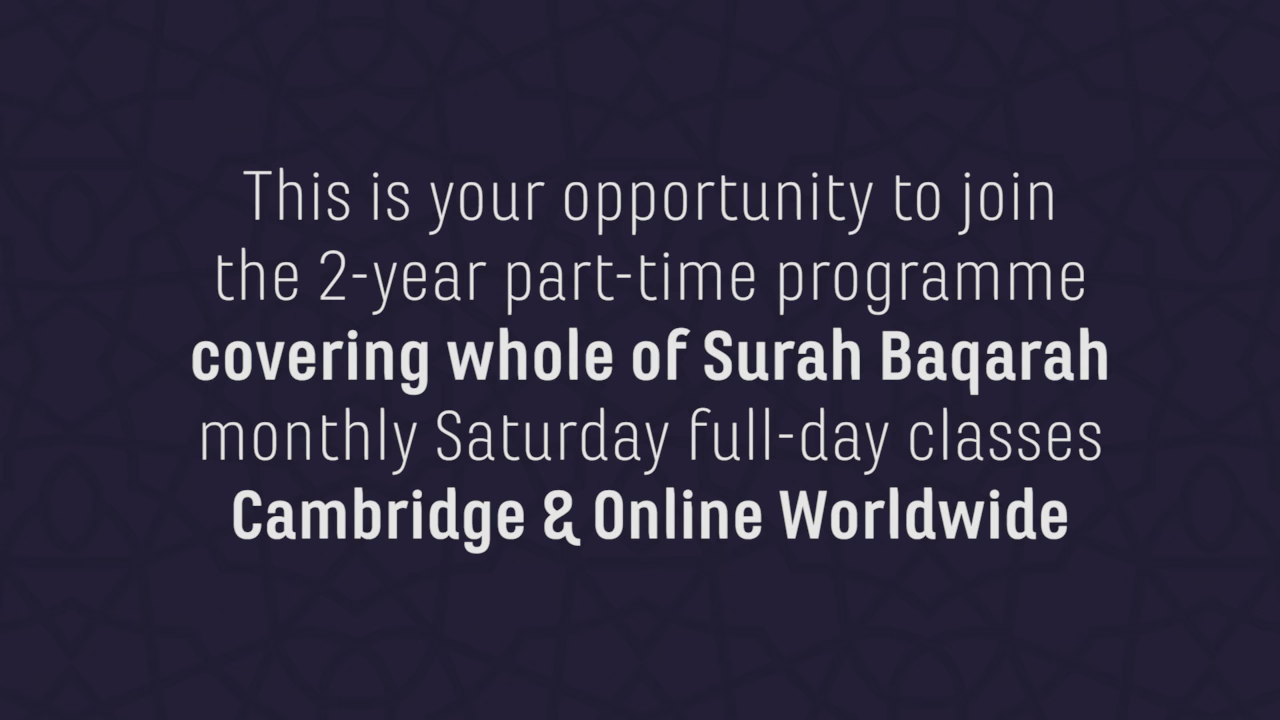 This is your opportunity to join
the 2-year part-time programme
covering whole of Surah Baqarah
monthly Saturday full-day classes
Cambridge & Online Worldwide